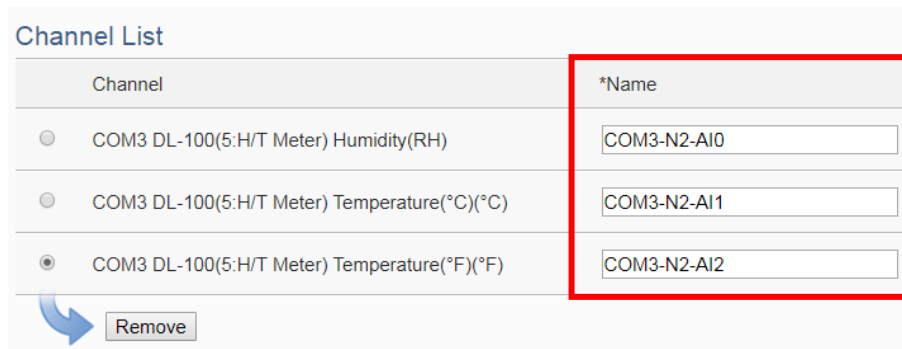 Channel List
Channel *Name
COM3 DL-100(5:H/T Meter) Humidity(RH) COM3-N2-AI0
COM3 DL-100(5:H/T Meter) Temperature(°C)(°C) COM3-N2-AI1
COM3 DL-100(5:H/T Meter) Temperature(°F)(°F) COM3-N2-AI2
Remove